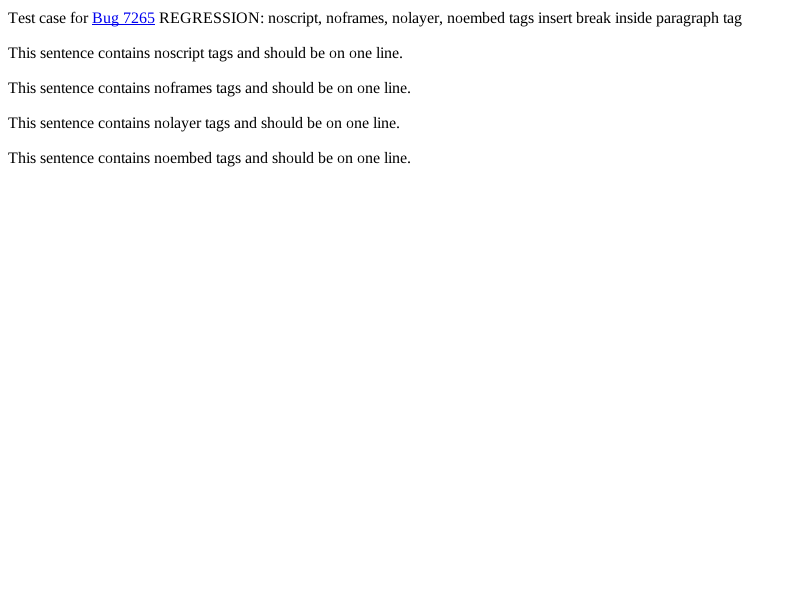 Test case for Bug 7265 REGRESSION: noscript, noframes, nolayer, noembed tags insert break inside paragraph tag
This sentence contains noscript tags and should be on one line.
This sentence contains noframes tags and should be on one line.
This sentence contains nolayer tags and should be on one line.
This sentence contains noembed tags and should be on one line.